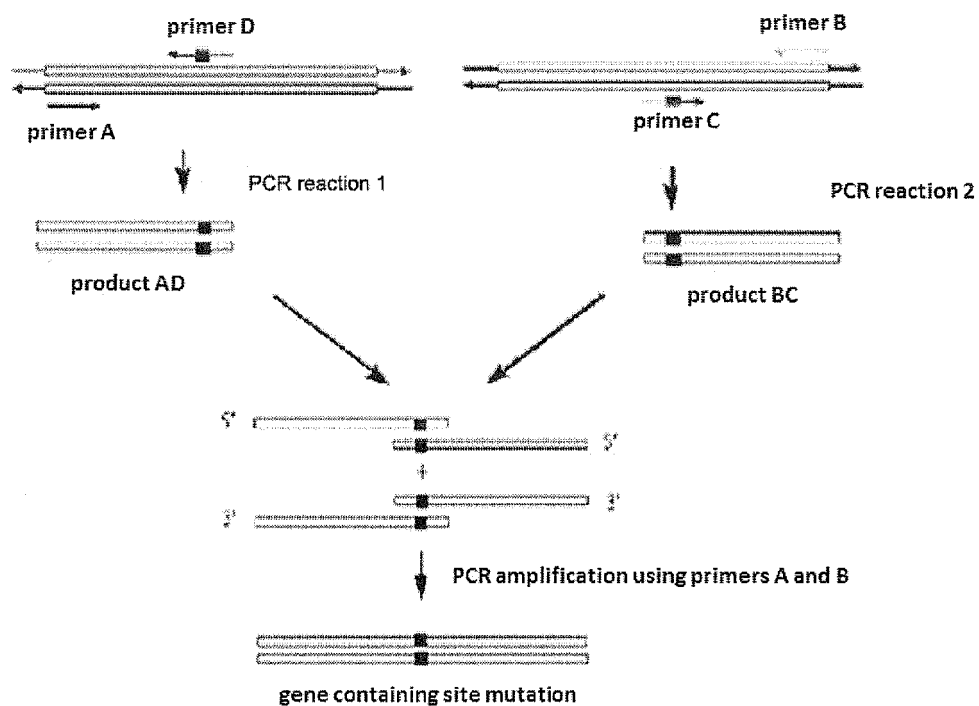 primer D
primer B
primer A
primer C
PCR reaction 1
PCR reaction 2
product AD
product BC
5'
5'
+
3'
3'
PCR amplification using primers A and B
gene containing site mutation